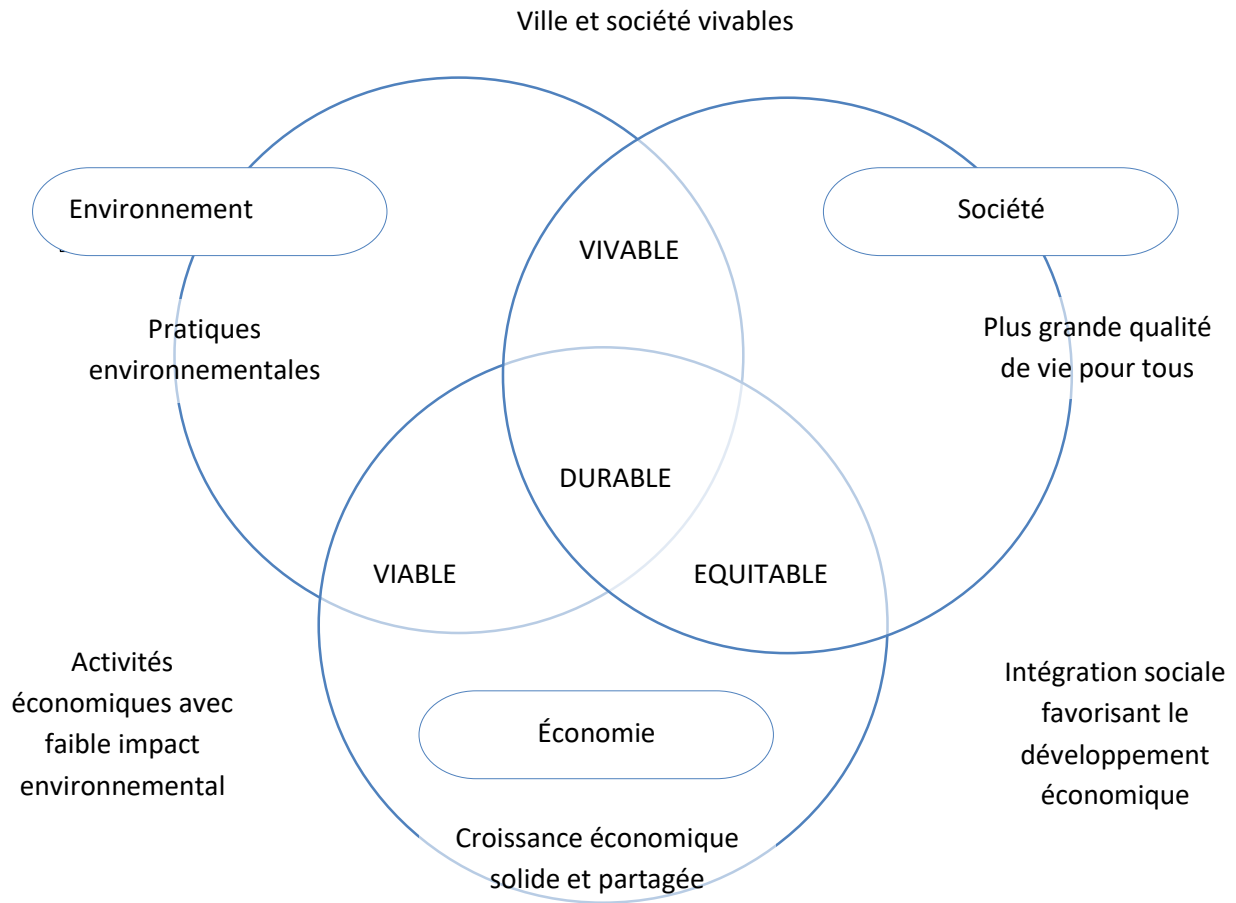 Ville et société vivables
Environnement
Société
VIVABLE
Pratiques
environnementales
Plus grande qualité
de vie pour tous
DURABLE
VIABLE
EQUITABLE
Activités
économiques avec
faible impact
environnemental
Intégration sociale
favorisant le
développement
économique
Économie
Croissance économique
solide et partagée